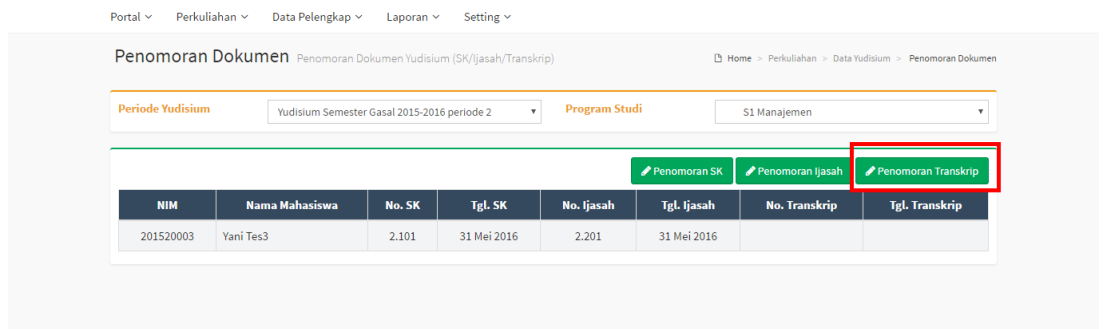 Portal Perkuliahan Data Pelengkap Laporan Setting
Penomoran Dokumen Penomoran Dokumen Yudisium (SK/Ijasah/Transkrip) Home > Perkuliahan > Data Yudisium > Penomoran Dokumen
Periode Yudisium Yudisium Semester Gasal 2015-2016 periode 2 Program Studi S1 Manajemen
Penomoran SK Penomoran Ijasah Penomoran Transkrip
NIM Nama Mahasiswa No. SK Tgl. SK No. Ijasah Tgl. Ijasah No. Transkrip Tgl. Transkrip
201520003 Yani Tes3 2.101 31 Mei 2016 2.201 31 Mei 2016